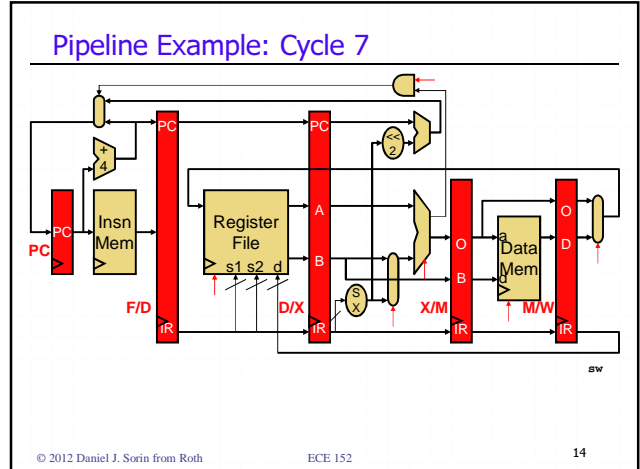 Pipeline Example: Cycle 7
PC
PC
<<
2
+
4
PC
Insn
Mem
Register
File
s1 s2 d
A
B
S
X
O
B
a
Data
Mem
d
O
D
PC
F/D
D/X
X/M
M/W
IR
IR
IR
IR
sw
© 2012 Daniel J. Sorin from Roth
ECE 152
14